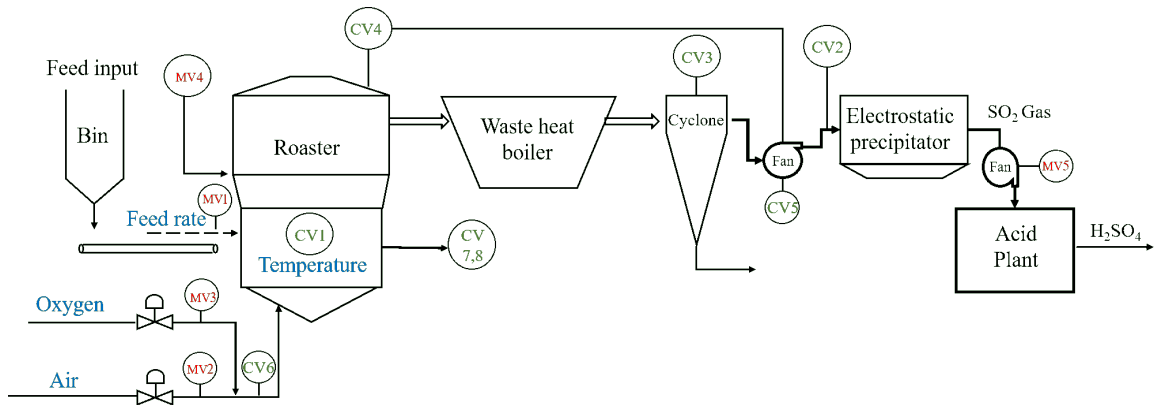 CV4
CV3
CV2
Feed input
MV4
Bin
Roaster
Waste heat
boiler
Cyclone
Fan
Electrostatic
precipitator
SO2 Gas
Fan
MV5
MV1
Feed rate
CV1
Temperature
CV
7,8
CV5
Acid
Plant
H2SO4
Oxygen
MV3
Air
MV2
CV6